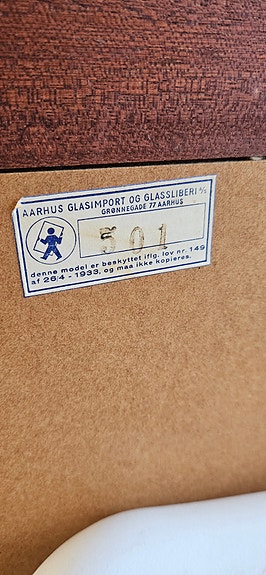 AARHUS GLASIMPORT OG GLASSLIBERI A/S
GRØNNEGADE 77 AARHUS
501
denne model er beskyttet iflg. lov nr. 149
af 26/4 - 1933, og maa ikke kopieres.